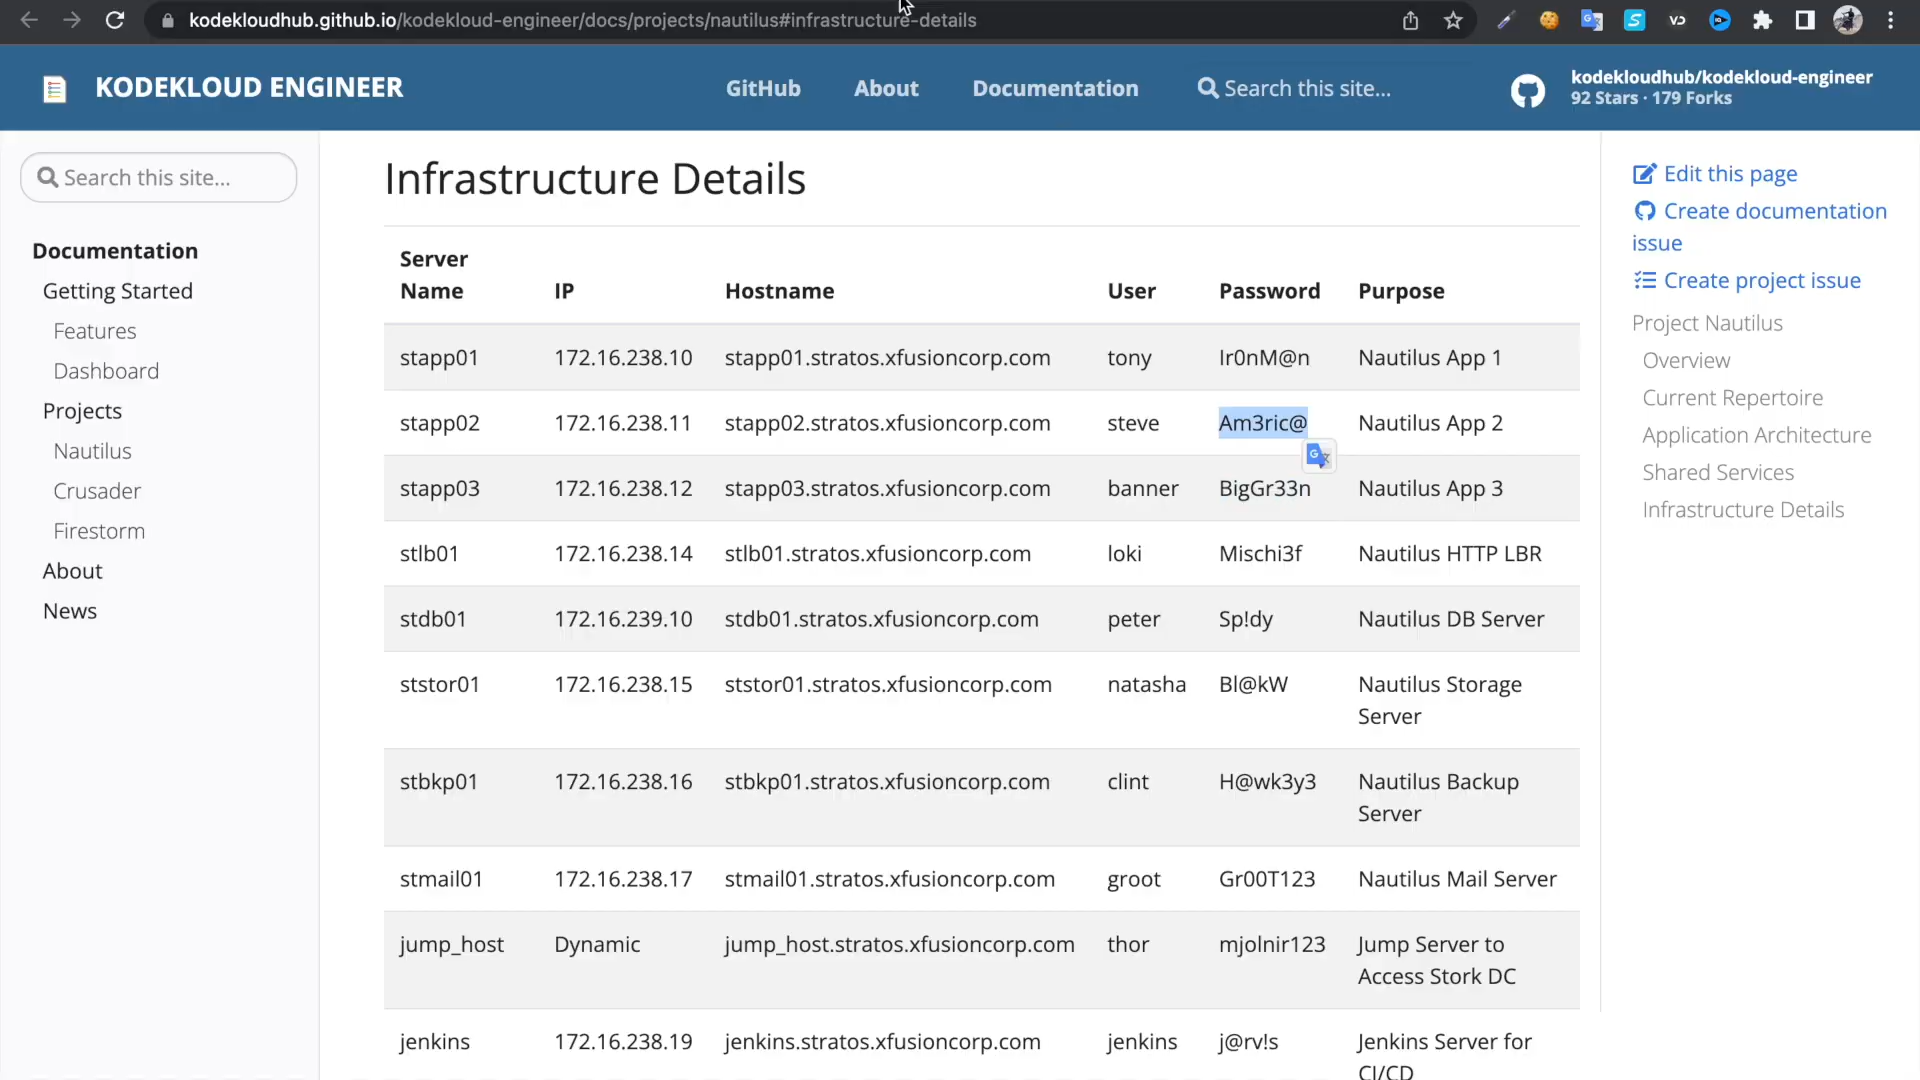 kodekloudhub.github.io/kodekloud-engineer/docs/projects/nautilus#infrastructure-details
KODEKLOUD ENGINEER
GitHub About Documentation Search this site...
kodekloudhub/kodekloud-engineer
92 Stars · 179 Forks
Search this site...
Documentation
Getting Started
Features
Dashboard
Projects
Nautilus
Crusader
Firestorm
About
News
Infrastructure Details
Server Name IP Hostname User Password Purpose
stapp01 172.16.238.10 stapp01.stratos.xfusioncorp.com tony Ir0nM@n Nautilus App 1
stapp02 172.16.238.11 stapp02.stratos.xfusioncorp.com steve Am3ric@ Nautilus App 2
stapp03 172.16.238.12 stapp03.stratos.xfusioncorp.com banner BigGr33n Nautilus App 3
stlb01 172.16.238.14 stlb01.stratos.xfusioncorp.com loki Mischi3f Nautilus HTTP LBR
stdb01 172.16.239.10 stdb01.stratos.xfusioncorp.com peter Sp!dy Nautilus DB Server
ststor01 172.16.238.15 ststor01.stratos.xfusioncorp.com natasha Bl@kW Nautilus Storage
Server
stbkp01 172.16.238.16 stbkp01.stratos.xfusioncorp.com clint H@wk3y3 Nautilus Backup
Server
stmail01 172.16.238.17 stmail01.stratos.xfusioncorp.com groot Gr00T123 Nautilus Mail Server
jump_host Dynamic jump_host.stratos.xfusioncorp.com thor mjolnir123 Jump Server to
Access Stork DC
jenkins 172.16.238.19 jenkins.stratos.xfusioncorp.com jenkins j@rv!s Jenkins Server for
CI/CD
Edit this page
Create documentation
issue
Create project issue
Project Nautilus
Overview
Current Repertoire
Application Architecture
Shared Services
Infrastructure Details